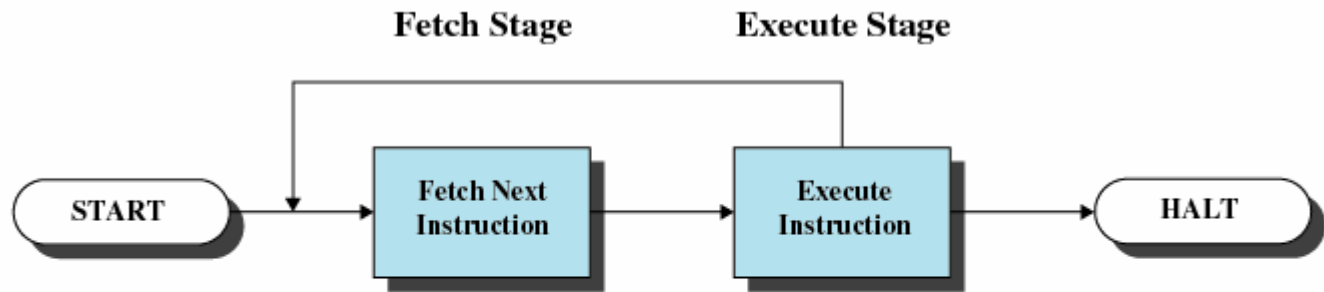 Fetch Stage
Execute Stage
START
Fetch Next
Instruction
Execute
Instruction
HALT